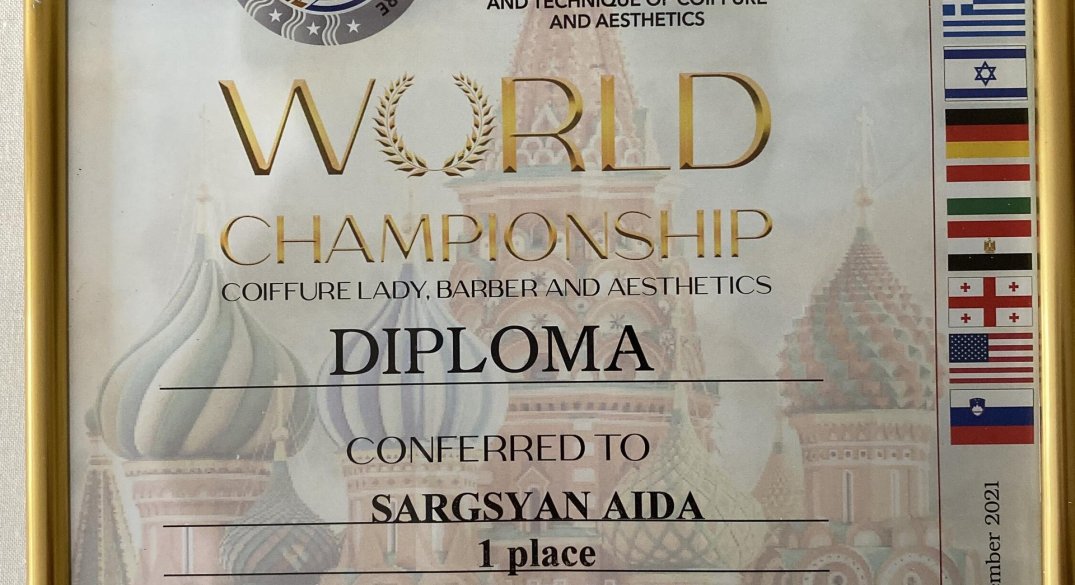 AND TECHNIQUE OF COIFFURE
AND AESTHETICS
WORLD
CHAMPIONSHIP
COIFFURE LADY, BARBER AND AESTHETICS
DIPLOMA
CONFERRED TO
SARGSYAN AIDA
1 place
2021